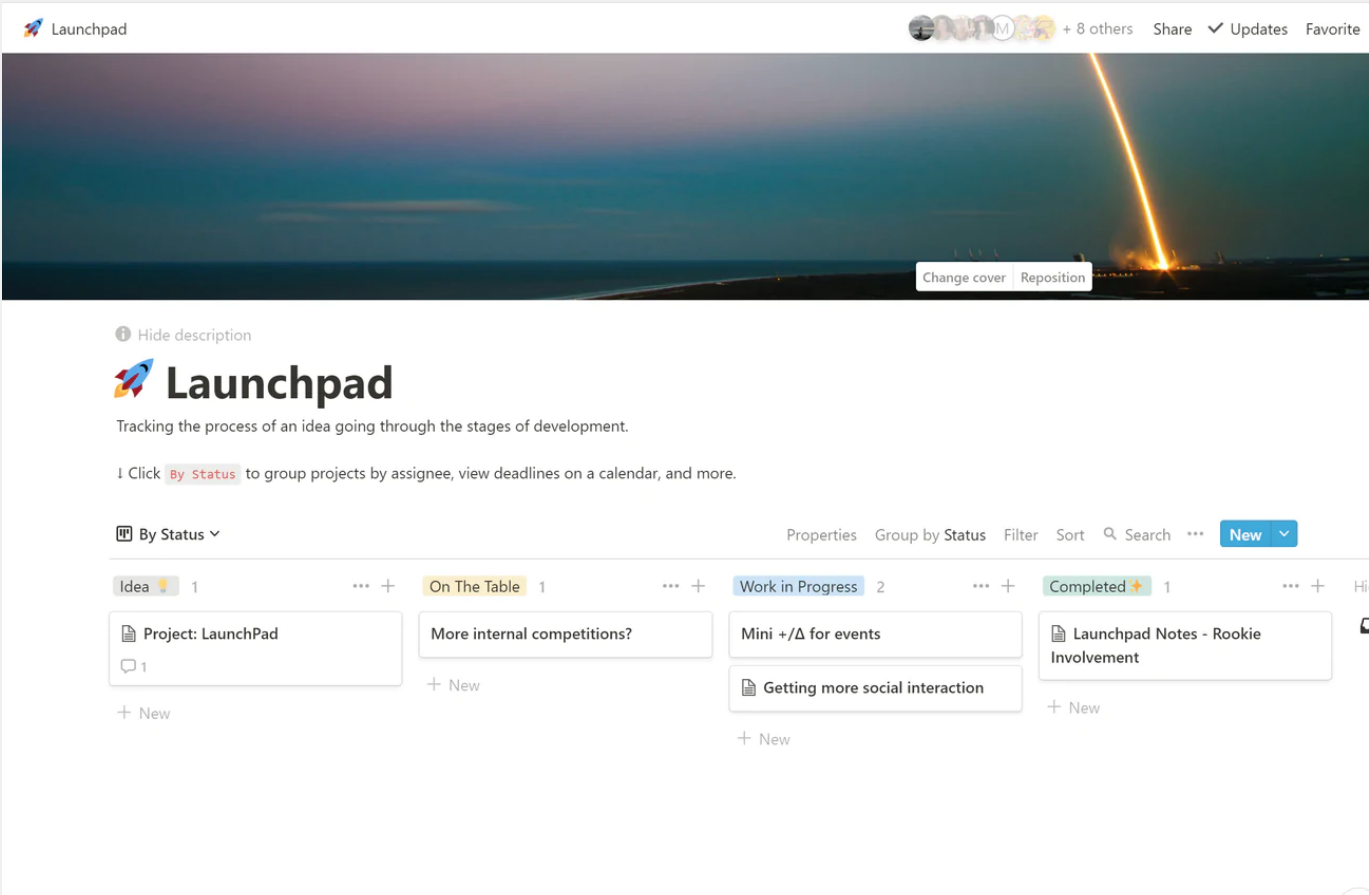 🚀 Launchpad
M + 8 others Share ✓ Updates Favorite
Change cover Reposition
Hide description
🚀 Launchpad
Tracking the process of an idea going through the stages of development.
↓ Click By Status to group projects by assignee, view deadlines on a calendar, and more.
By Status
Properties Group by Status Filter Sort Search ••• New
Idea 💡 1 ••• +
Project: LaunchPad
1
+ New
On The Table 1 ••• +
More internal competitions?
+ New
Work in Progress 2 ••• +
Mini +/Δ for events
Getting more social interaction
+ New
Completed ✨ 1 ••• +
Launchpad Notes - Rookie
Involvement
+ New